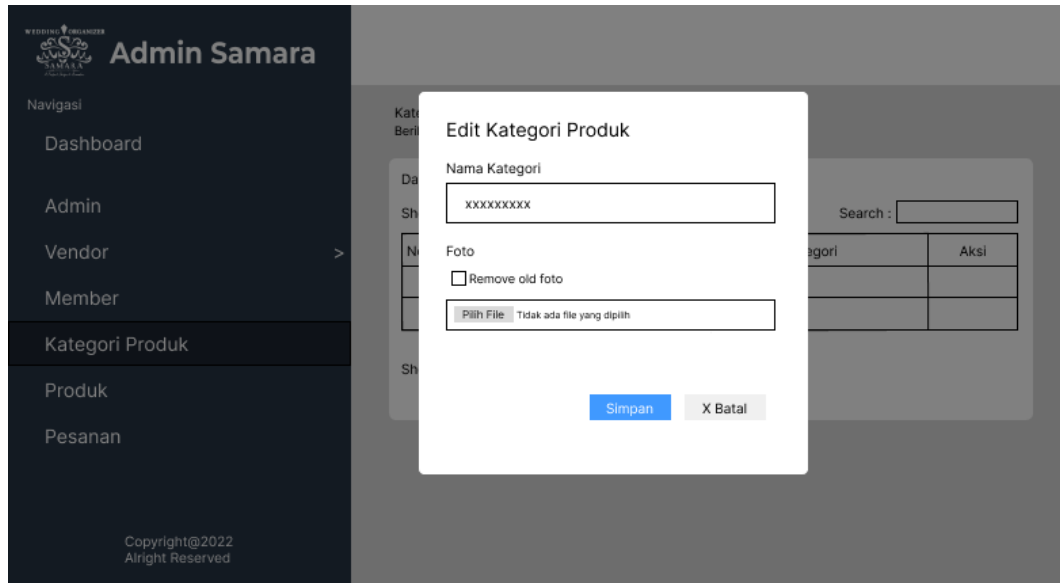 WEDDING ORGANIZER
SAMARA
Admin Samara
Navigasi
Dashboard
Admin
Vendor >
Member
Kategori Produk
Produk
Pesanan
Copyright@2022
Alright Reserved
Edit Kategori Produk
Nama Kategori
xxxxxxxxx
Foto
Remove old foto
Pilih File Tidak ada file yang dipilih
Simpan X Batal
Search :
Aksi